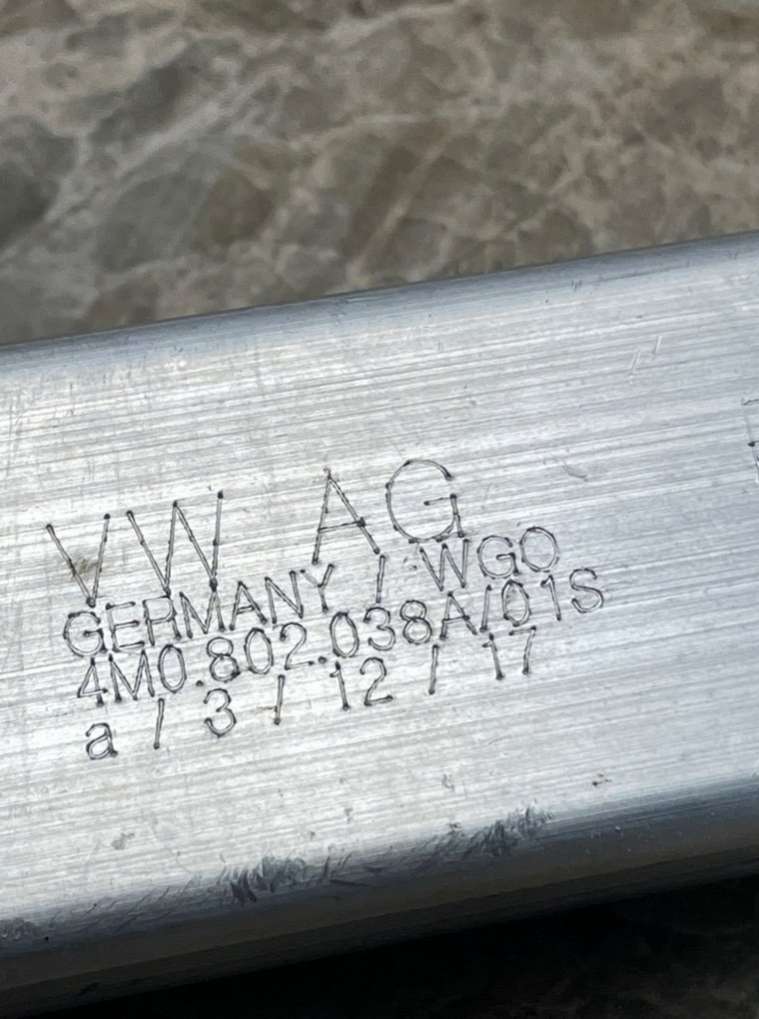 VW AG
GERMANY / WGO
4M0.802.038A/01S
a / 3 / 12 / 17